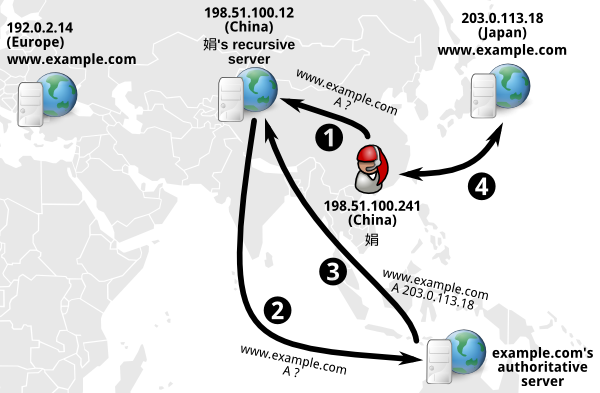 192.0.2.14
(Europe)
www.example.com
198.51.100.12
(China)
娟's recursive
server
203.0.113.18
(Japan)
www.example.com
www.example.com
A ?
1
4
198.51.100.241
(China)
娟
3
www.example.com
A 203.0.113.18
2
www.example.com
A ?
example.com's
authoritative
server